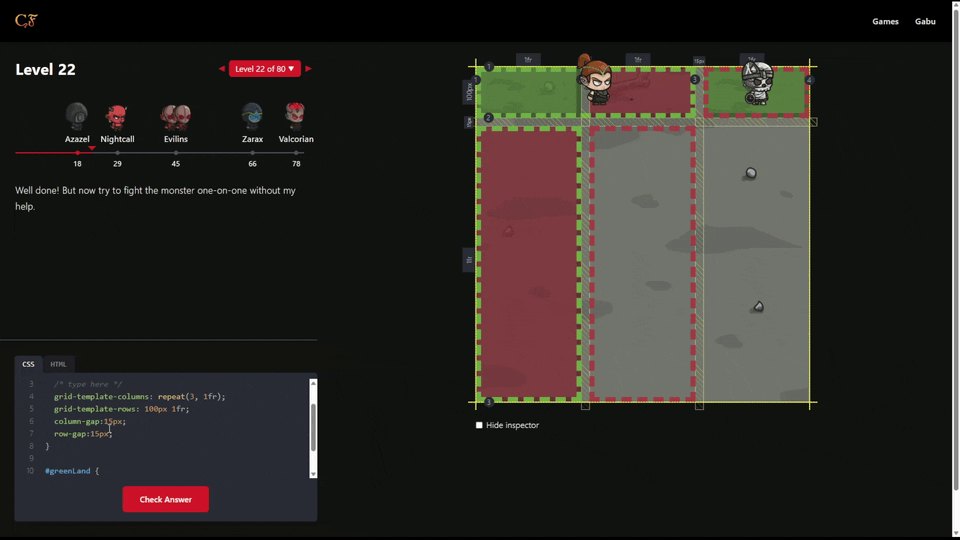 CF
Games
Gabu
Level 22
Level 22 of 80 ▼
Azazel
Nightcall
Evilins
Zarax
Valcorian
18
29
45
66
78
Well done! But now try to fight the monster one-on-one without my
help.
CSS
HTML
3 /* type here */
4 grid-template-columns: repeat(3, 1fr);
5 grid-template-rows: 100px 1fr;
6 column-gap:15px;
7 row-gap:15px;
8 }
9
10 #greenLand {
Check Answer
1fr
1fr
100px
1
3
4
2
1fr
3
Hide inspector